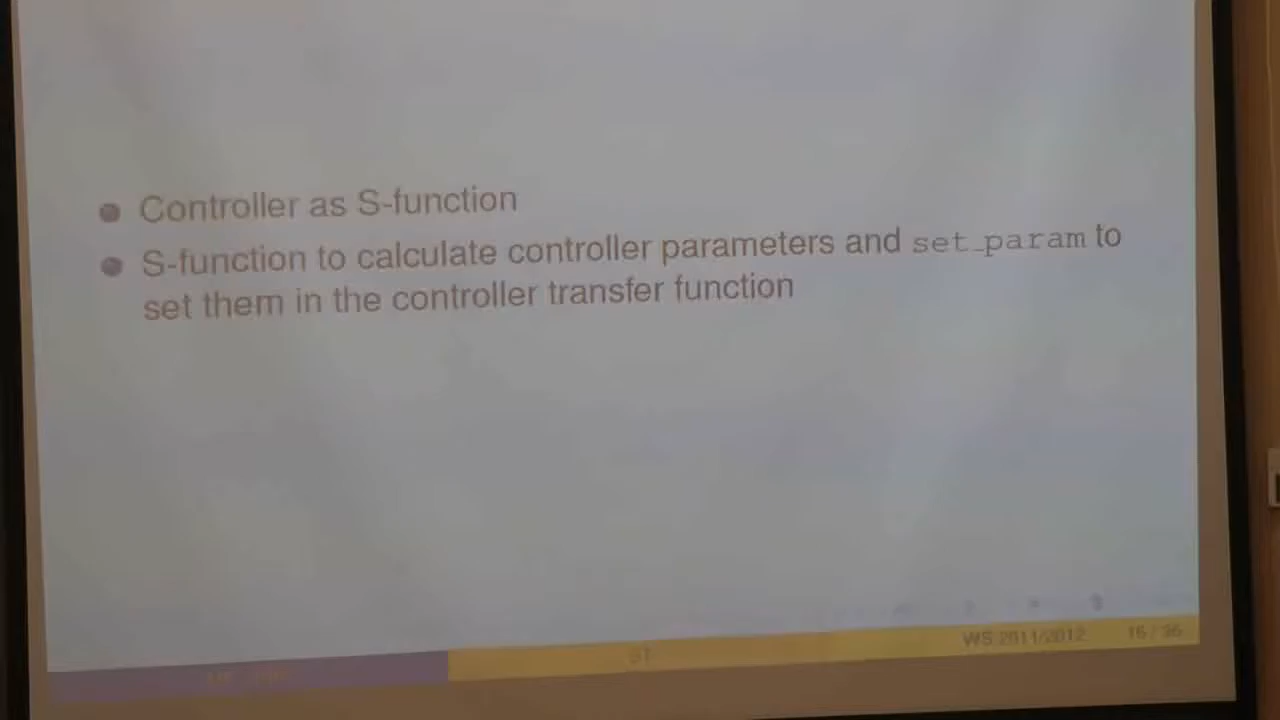 Controller as S-function
S-function to calculate controller parameters and set_param to
set them in the controller transfer function
WS 2011/2012 16 / 36